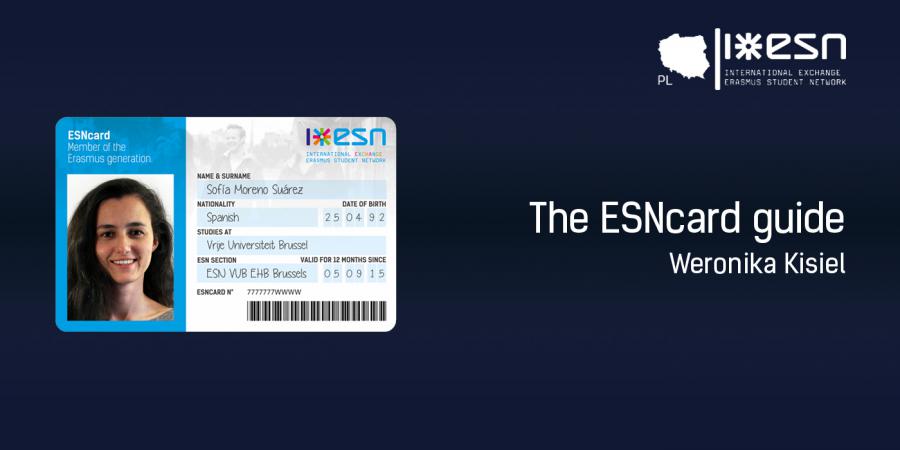 PL
esn
INTERNATIONAL EXCHANGE
ERASMUS STUDENT NETWORK
ESNcard
Member of the
Erasmus generation.
esn
INTERNATIONAL EXCHANGE
ERASMUS STUDENT NETWORK
NAME & SURNAME
Sofía Moreno Suárez
NATIONALITY DATE OF BIRTH
Spanish 25 04 92
STUDIES AT
Vrije Universiteit Brussel
ESN SECTION VALID FOR 12 MONTHS SINCE
ESN VUB EHB Brussels 05 09 15
ESNCARD N° 7777777WWWW
The ESNcard guide
Weronika Kisiel